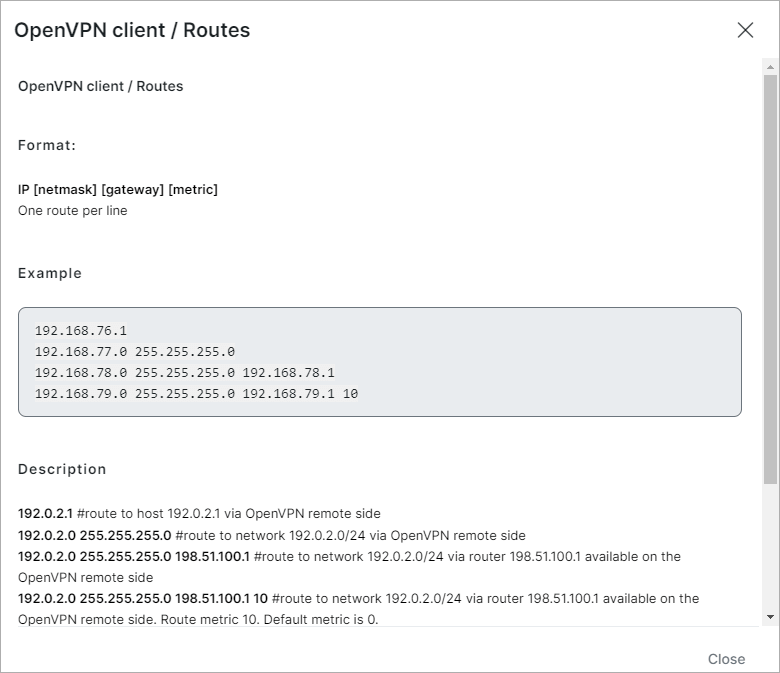 OpenVPN client / Routes
OpenVPN client / Routes
Format:
IP [netmask] [gateway] [metric]
One route per line
Example
192.168.76.1
192.168.77.0 255.255.255.0
192.168.78.0 255.255.255.0 192.168.78.1
192.168.79.0 255.255.255.0 192.168.79.1 10
Description
192.0.2.1 #route to host 192.0.2.1 via OpenVPN remote side
192.0.2.0 255.255.255.0 #route to network 192.0.2.0/24 via OpenVPN remote side
192.0.2.0 255.255.255.0 198.51.100.1 #route to network 192.0.2.0/24 via router 198.51.100.1 available on the
OpenVPN remote side
192.0.2.0 255.255.255.0 198.51.100.1 10 #route to network 192.0.2.0/24 via router 198.51.100.1 available on the
OpenVPN remote side. Route metric 10. Default metric is 0.
Close